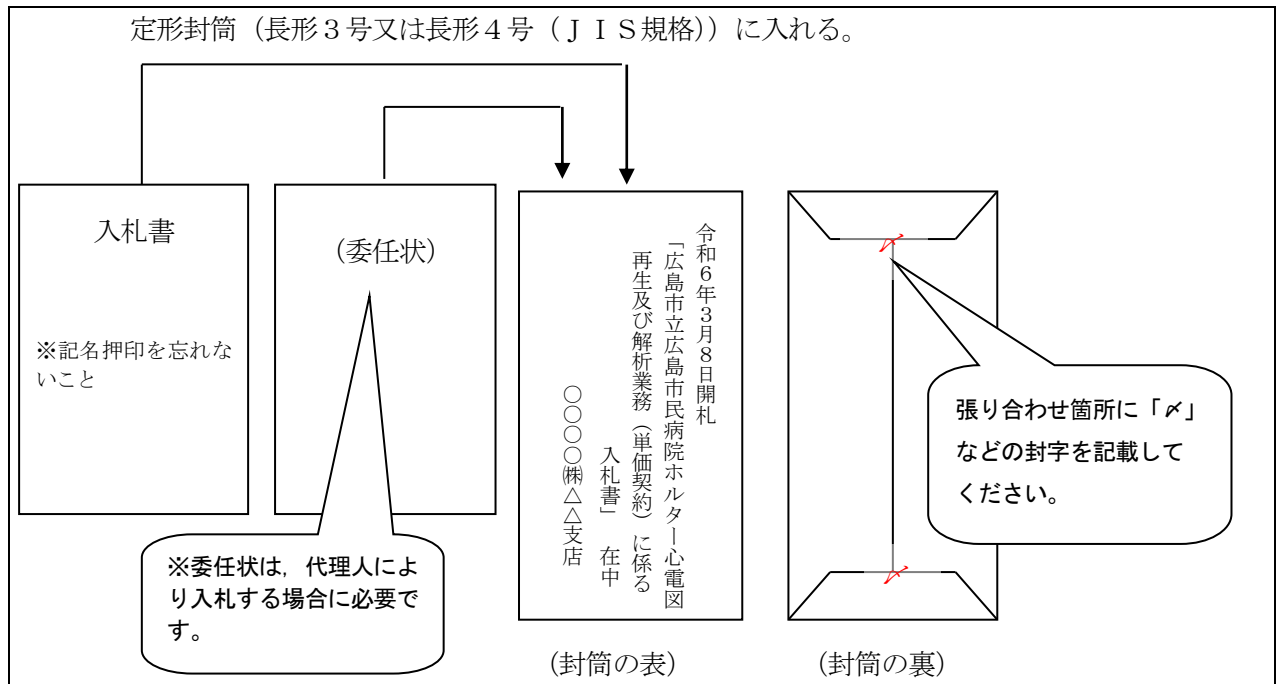 定形封筒（長形３号又は長形４号（ＪＩＳ規格））に入れる。
入札書
※記名押印を忘れな
いこと
（委任状）
※委任状は，代理人によ
り入札する場合に必要で
す。
令和６年３月８日開札
「広島市立広島市民病院ホルター心電図
再生及び解析業務（単価契約）に係る
入札書」　在中
○○○○㈱△△支店
〆
〆
張り合わせ箇所に「〆」
などの封字を記載して
ください。
（封筒の表）
（封筒の裏）